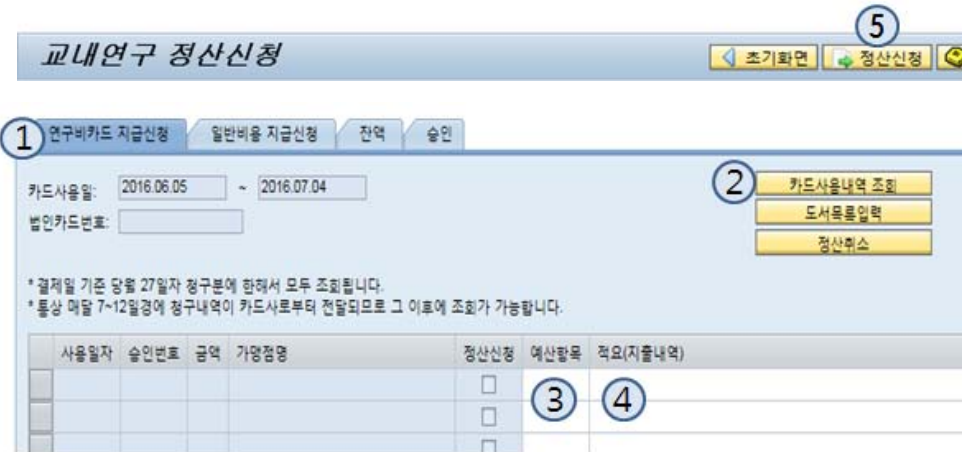 5
교내연구 정산신청
초기화면 정산신청
1 연구비카드 지급신청 일반비용 지급신청 잔액 승인
카드사용일: 2016.06.05 ~ 2016.07.04
2 카드사용내역 조회
법인카드번호:
도서목록입력
정산취소
* 결제일 기준 당월 27일자 청구분에 한해서 모두 조회됩니다.
* 통상 매달 7~12일경에 청구내역이 카드사로부터 전달되므로 그 이후에 조회가 가능합니다.
사용일자 승인번호 금액 가맹점명 정산신청 예산항목 적요(지출내역)
3 4